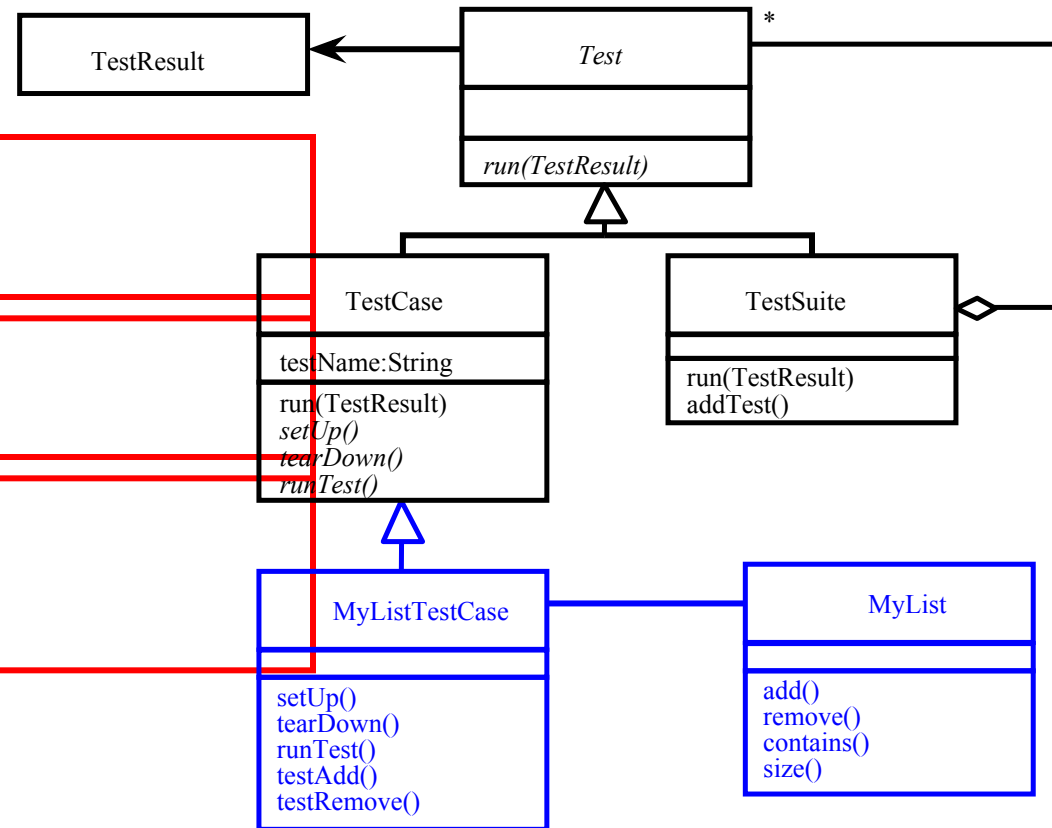 *
TestResult
Test
run(TestResult)
TestCase
testName:String
run(TestResult)
setUp()
tearDown()
runTest()
TestSuite
run(TestResult)
addTest()
MyListTestCase
setUp()
tearDown()
runTest()
testAdd()
testRemove()
MyList
add()
remove()
contains()
size()